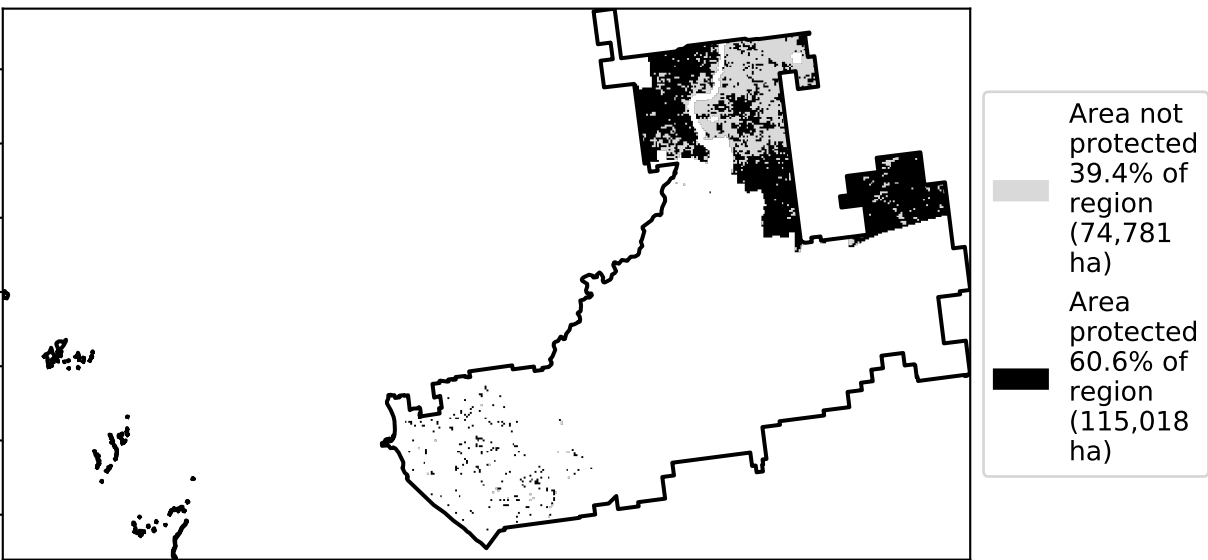 Area not
protected
39.4% of
region
(74,781
ha)
Area
protected
60.6% of
region
(115,018
ha)